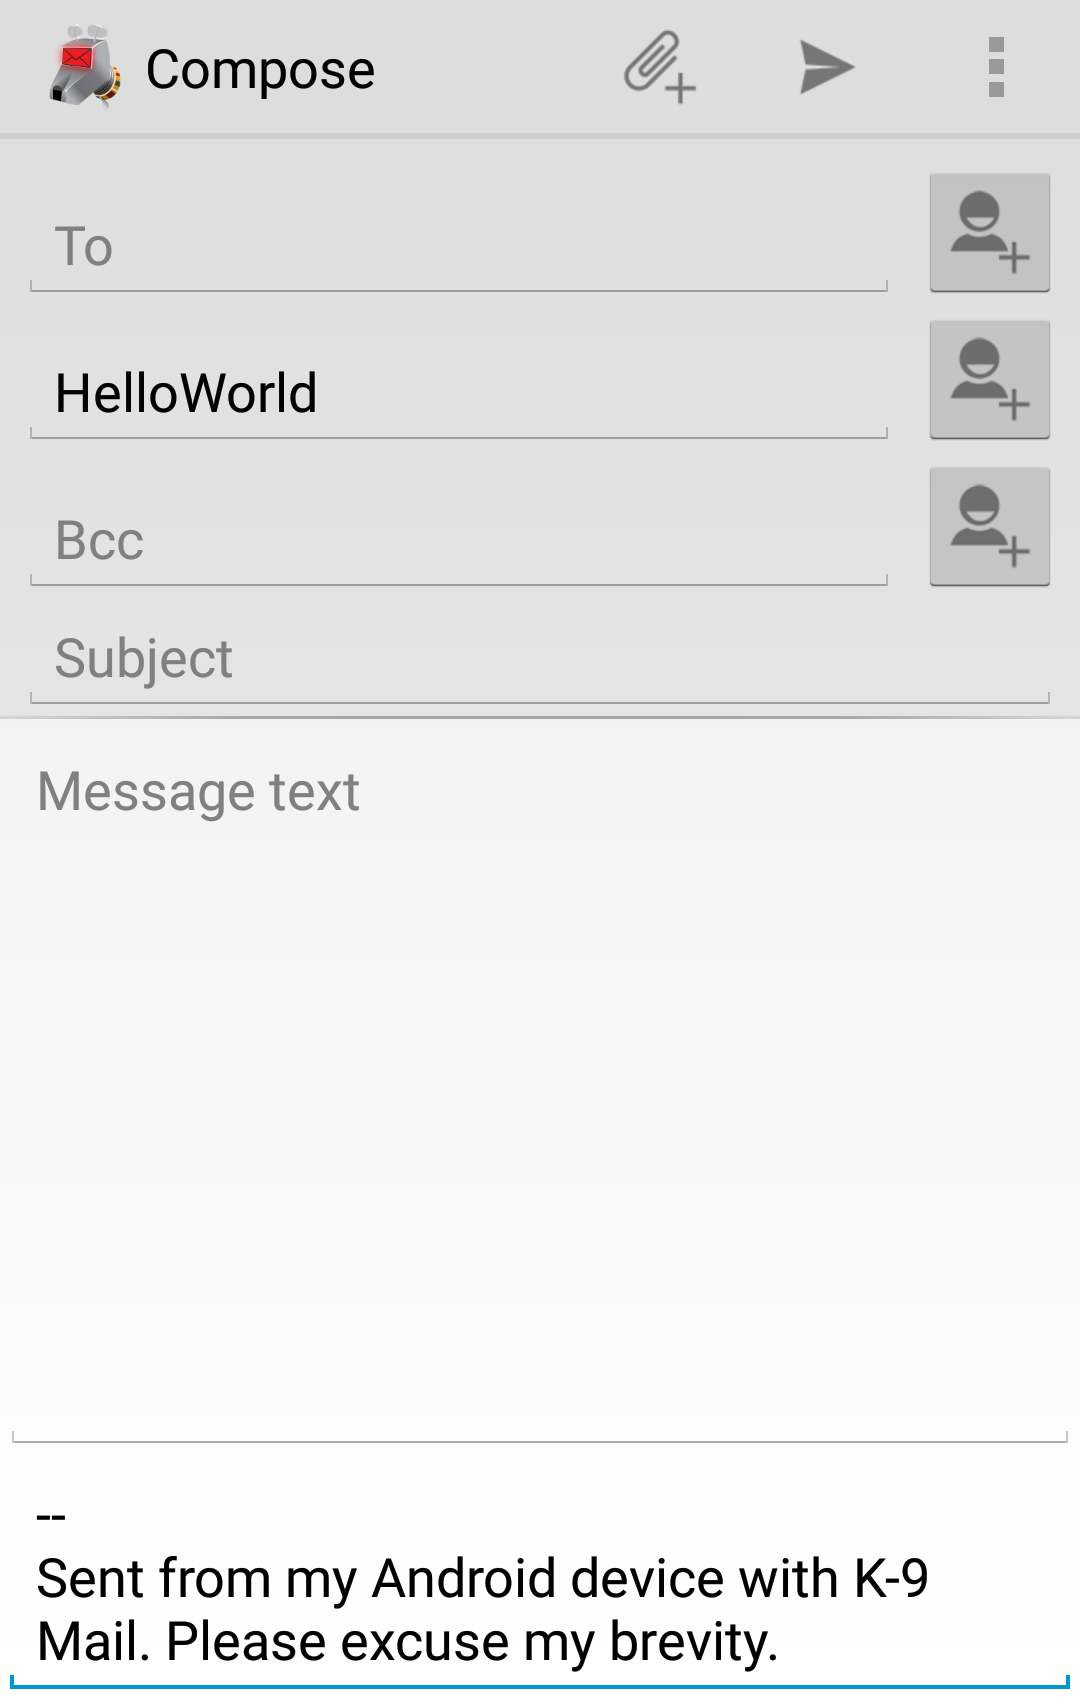 Compose
To
HelloWorld
Bcc
Subject
Message text
--
Sent from my Android device with K-9
Mail. Please excuse my brevity.